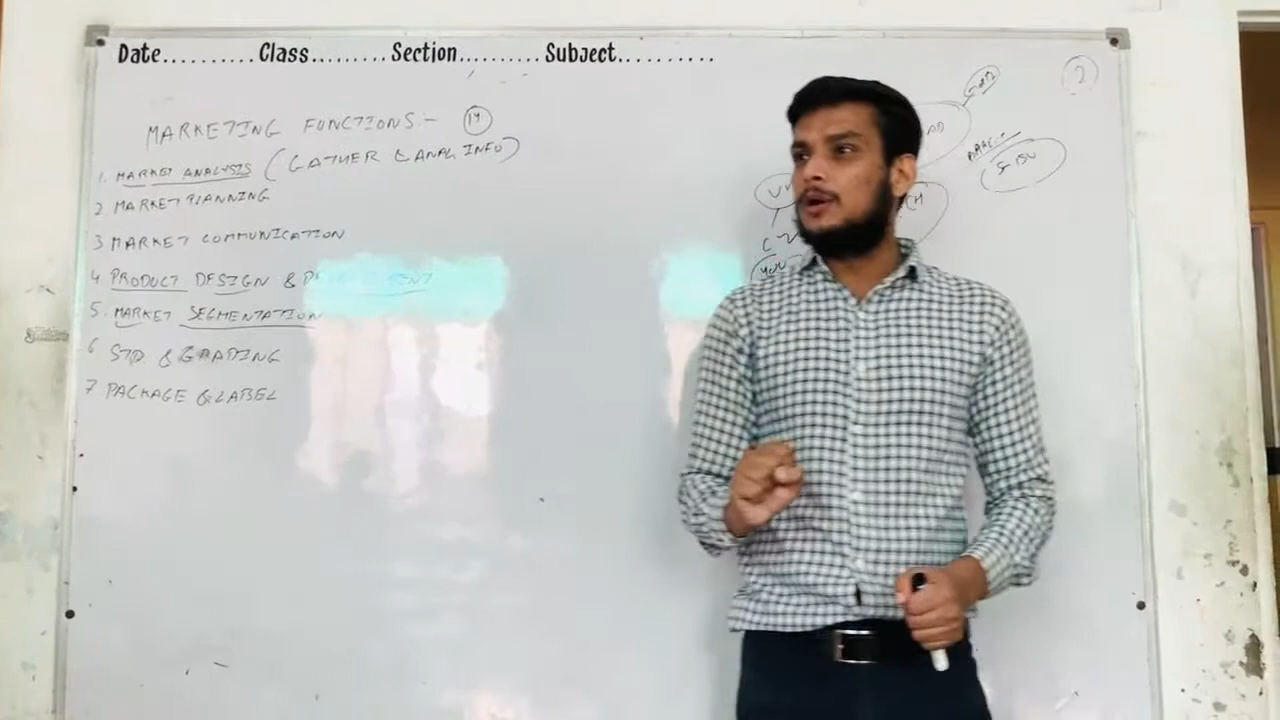 Date.......... Class......... Section.......... Subject..........
MARKETING FUNCTIONS:- 14
1. MARKET ANALYSIS (GATHER & ANAL INFO)
2 MARKET PLANNING
3 MARKET COMMUNICATION
4 PRODUCT DESIGN &
5. MARKET SEGMENTATION
6 STD & GRADING
7 PACKAGE & LABEL